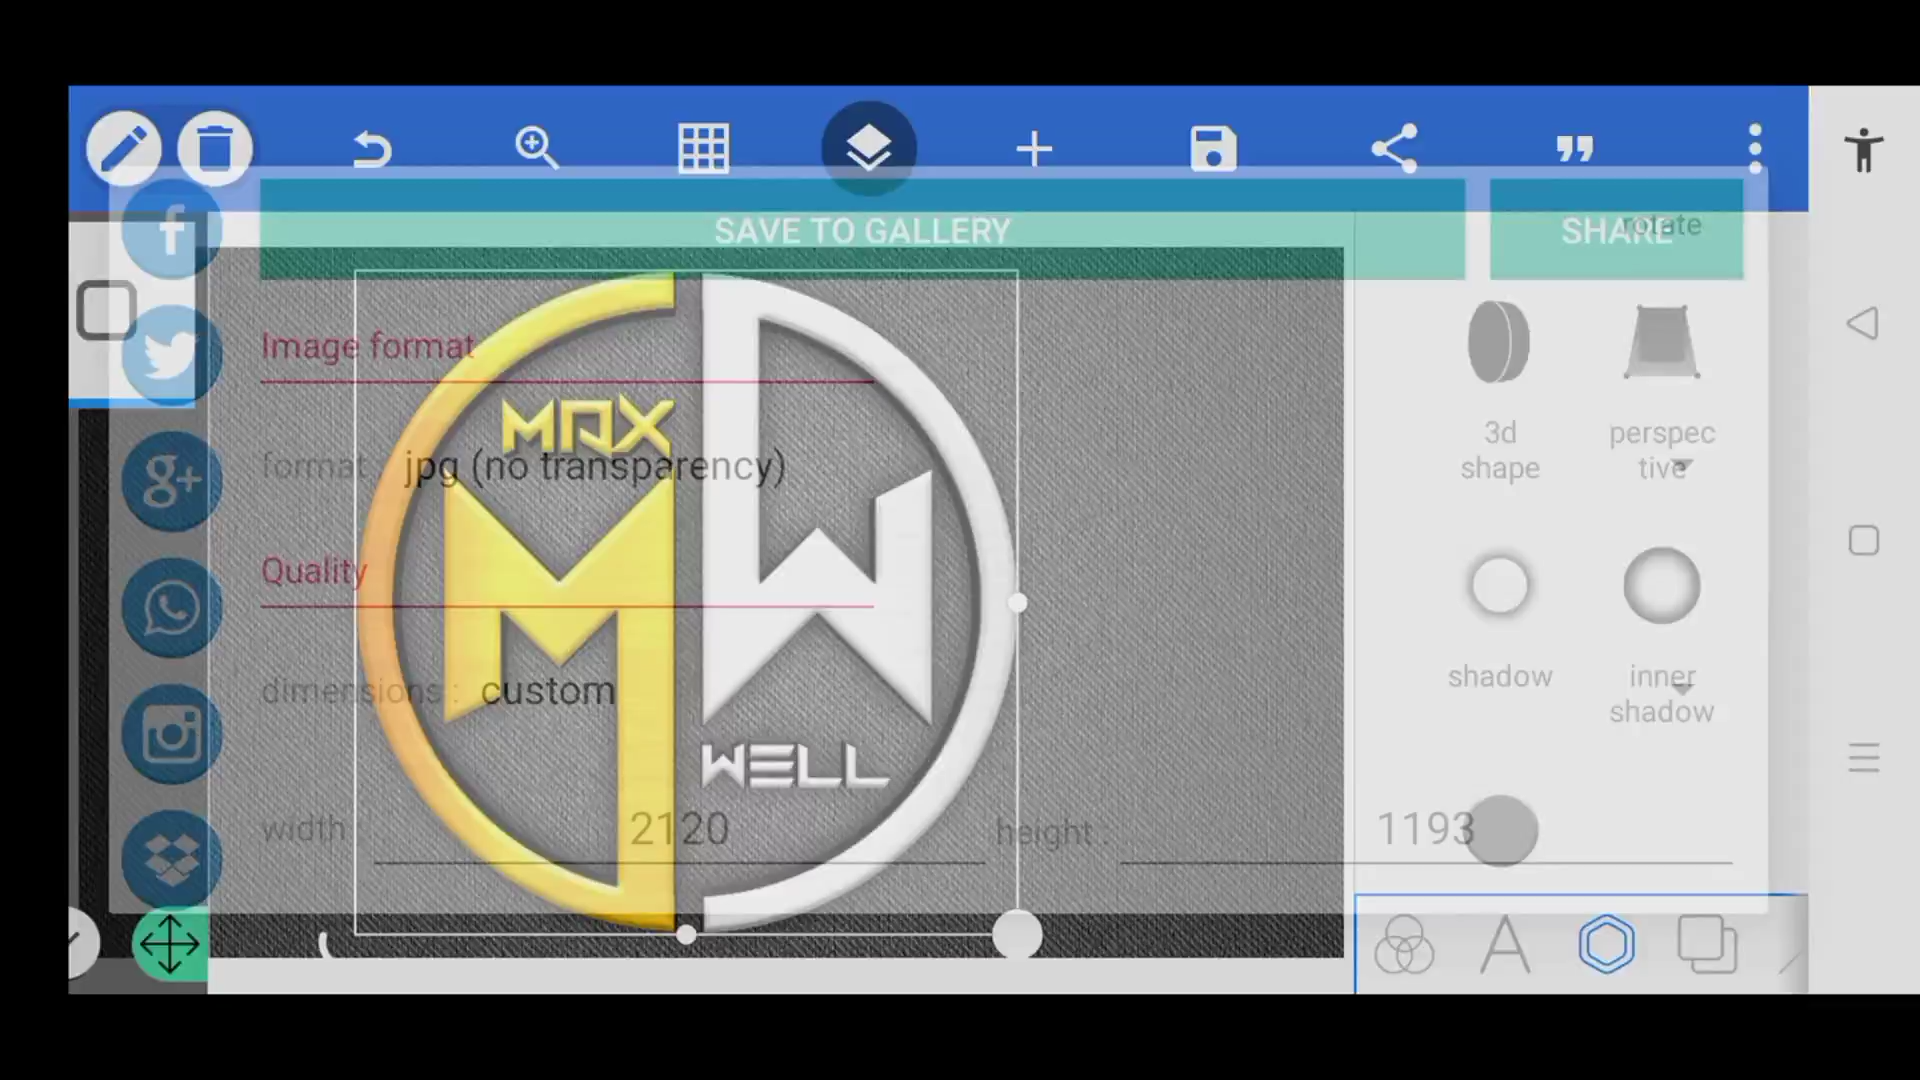 SAVE TO GALLERY
SHARE
rotate
Image format
MAX
format : jpg (no transparency)
3d
shape
perspec
tive
Quality
M
W
dimensions : custom
shadow
inner
shadow
WELL
width :
2120
height :
1193